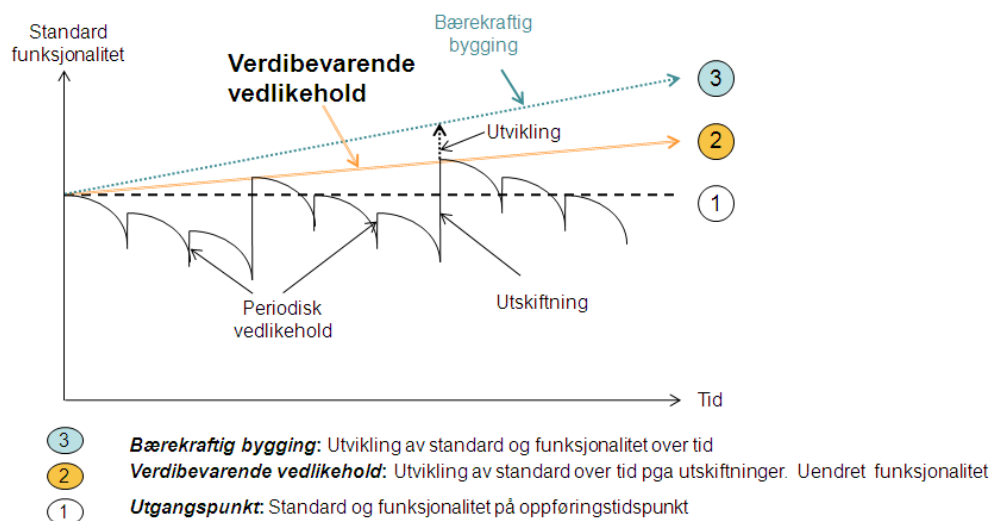 Standard
funksjonalitet
Bærekraftig
bygging
Verdibevarende
vedlikehold
3
Utvikling
2
1
Periodisk
vedlikehold
Utskiftning
Tid
3 Bærekraftig bygging: Utvikling av standard og funksjonalitet over tid
2 Verdibevarende vedlikehold: Utvikling av standard over tid pga utskiftninger. Uendret funksjonalitet
1 Utgangspunkt: Standard og funksjonalitet på oppføringstidspunkt